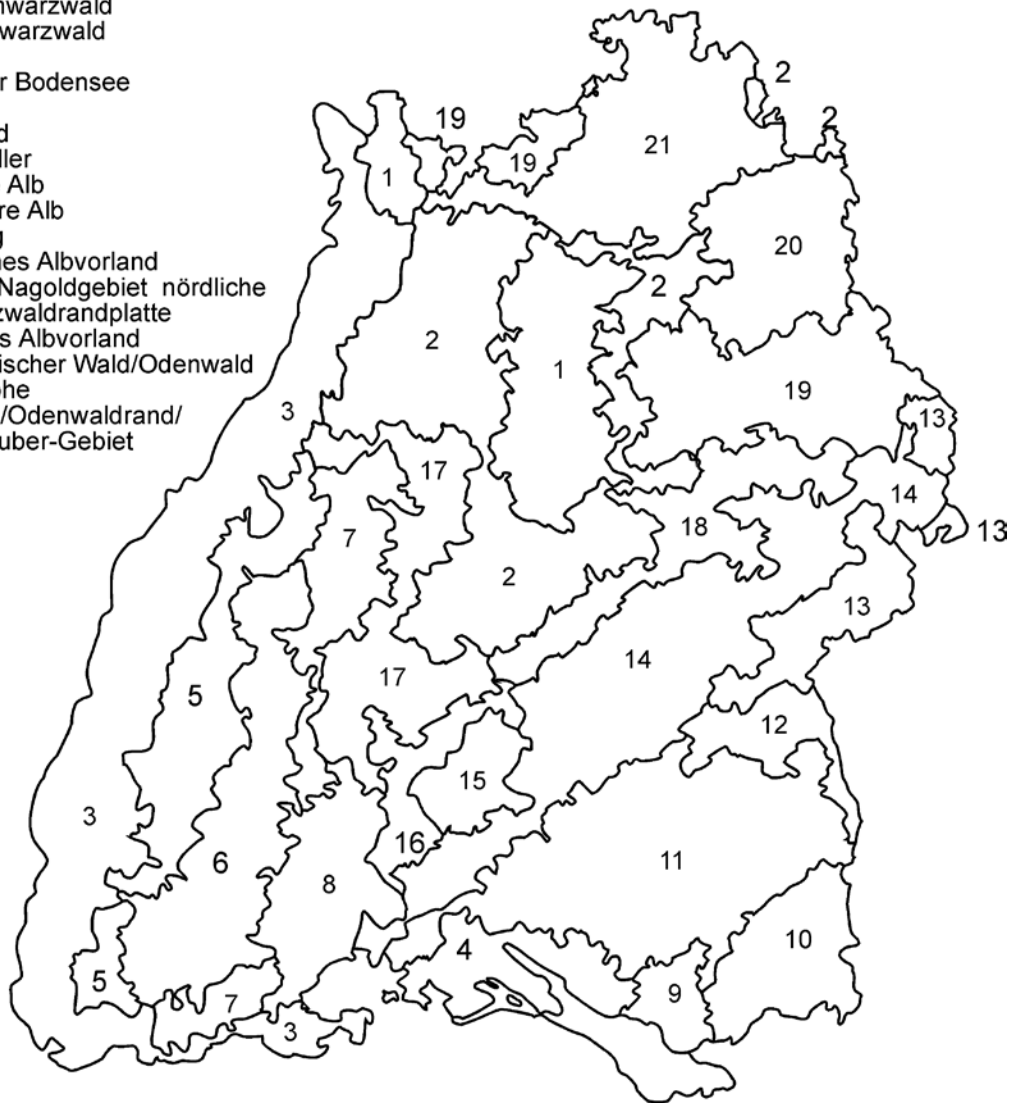 hwarzwald
warzwald
r Bodensee
d
ller
Alb
re Alb
g
nes Albvorland
Nagoldgebiet nördliche
zwaldrandplatte
s Albvorland
ischer Wald/Odenwald
öhe
/Odenwaldrand/
uber-Gebiet
2
19
2
21
19
1
20
2
2
1
19
3
13
17
14
18
13
7
2
13
14
17
5
12
15
3
16
11
6
8
10
4
5
9
7
3